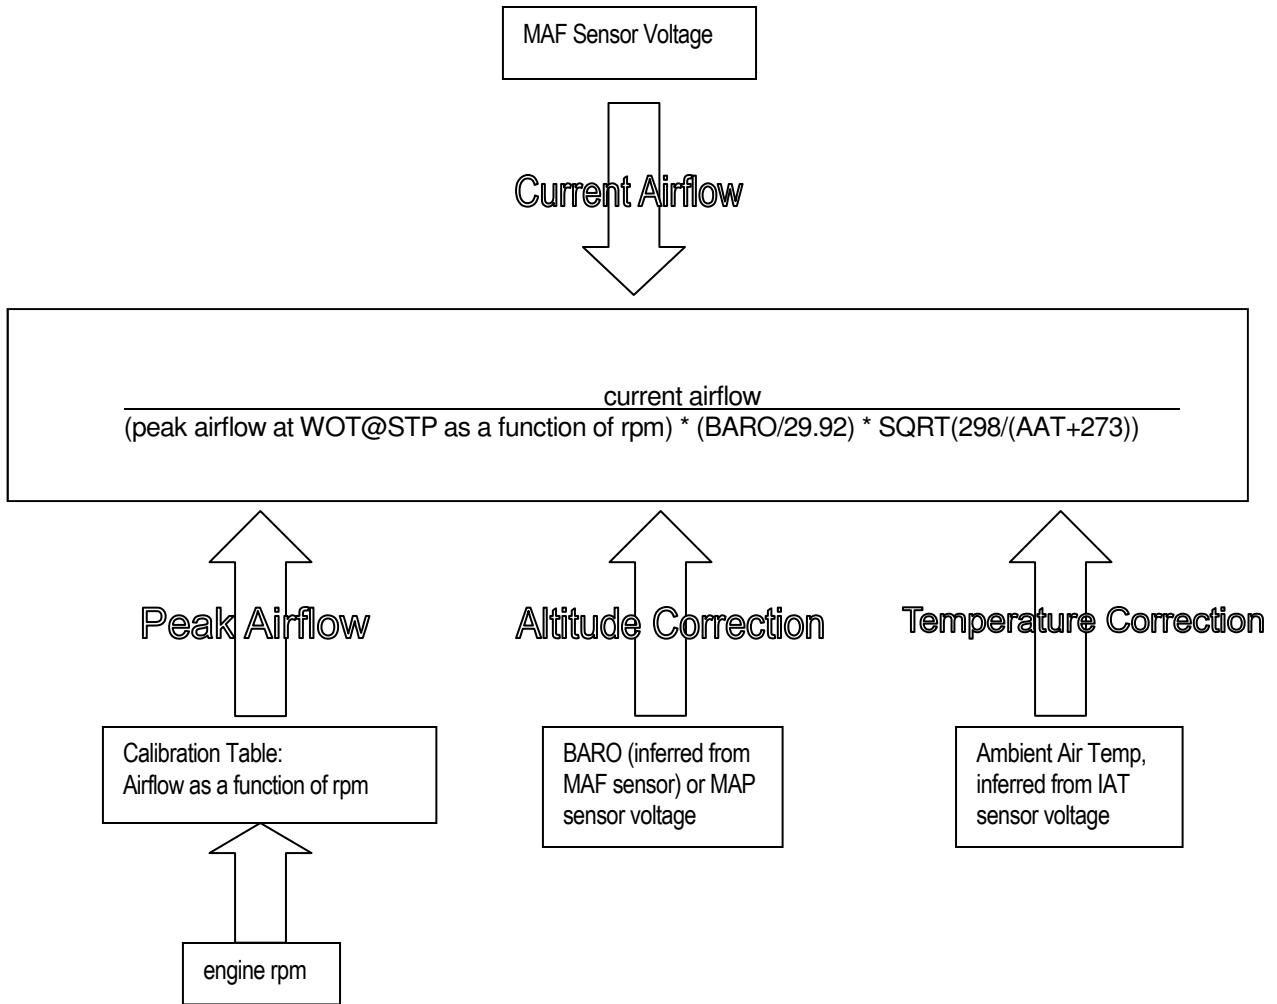 MAF Sensor Voltage
Current Airflow
current airflow
(peak airflow at WOT@STP as a function of rpm) * (BARO/29.92) * SQRT(298/(AAT+273))
Peak Airflow
Altitude Correction
Temperature Correction
Calibration Table:
Airflow as a function of rpm
BARO (inferred from
MAF sensor) or MAP
sensor voltage
Ambient Air Temp,
inferred from IAT
sensor voltage
engine rpm